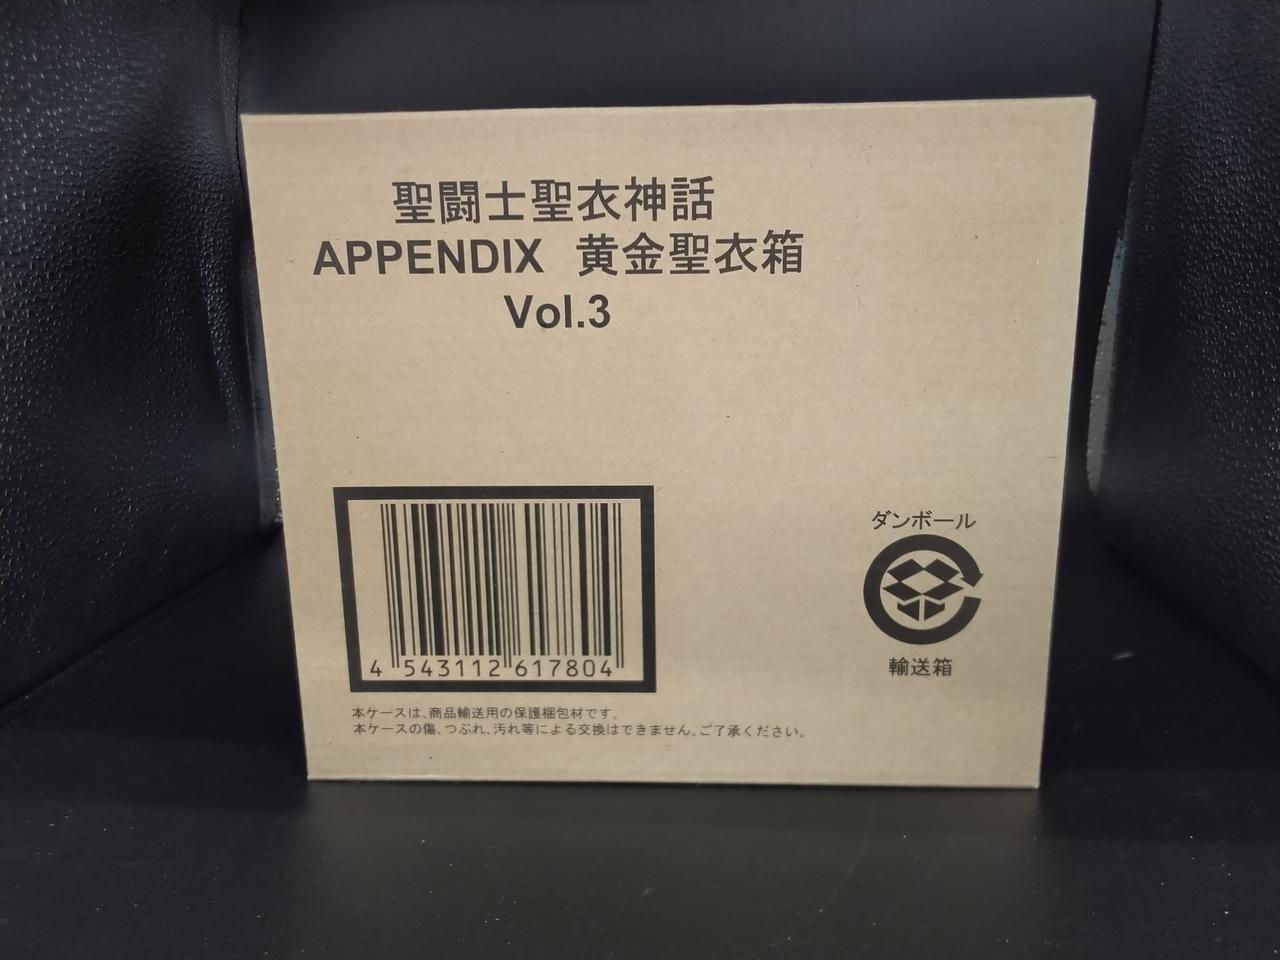 聖闘士聖衣神話
APPENDIX 黄金聖衣箱
Vol.3
4 543112 617804
ダンボール
輸送箱
本ケースは、商品輸送用の保護梱包材です。
本ケースの傷、つぶれ、汚れ等による交換はできません。ご了承ください。